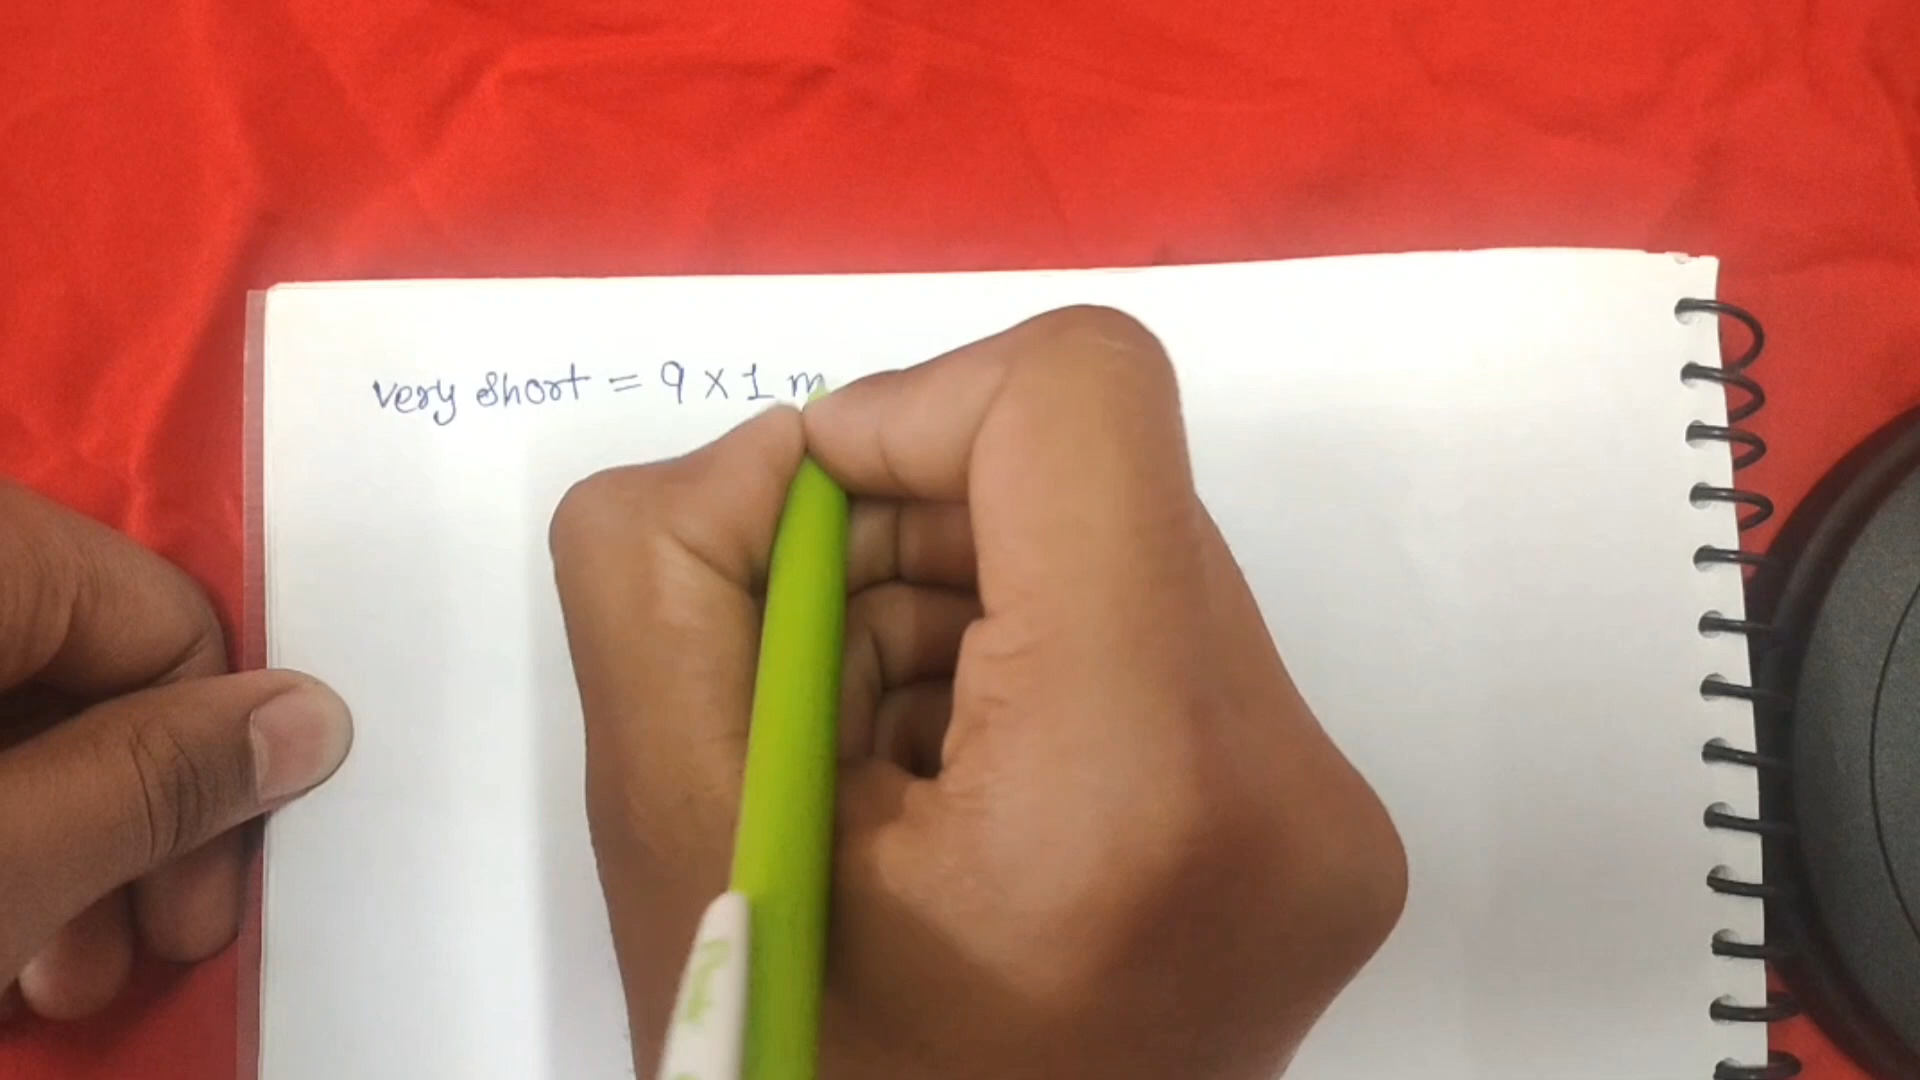 very short = 9 x 1 m